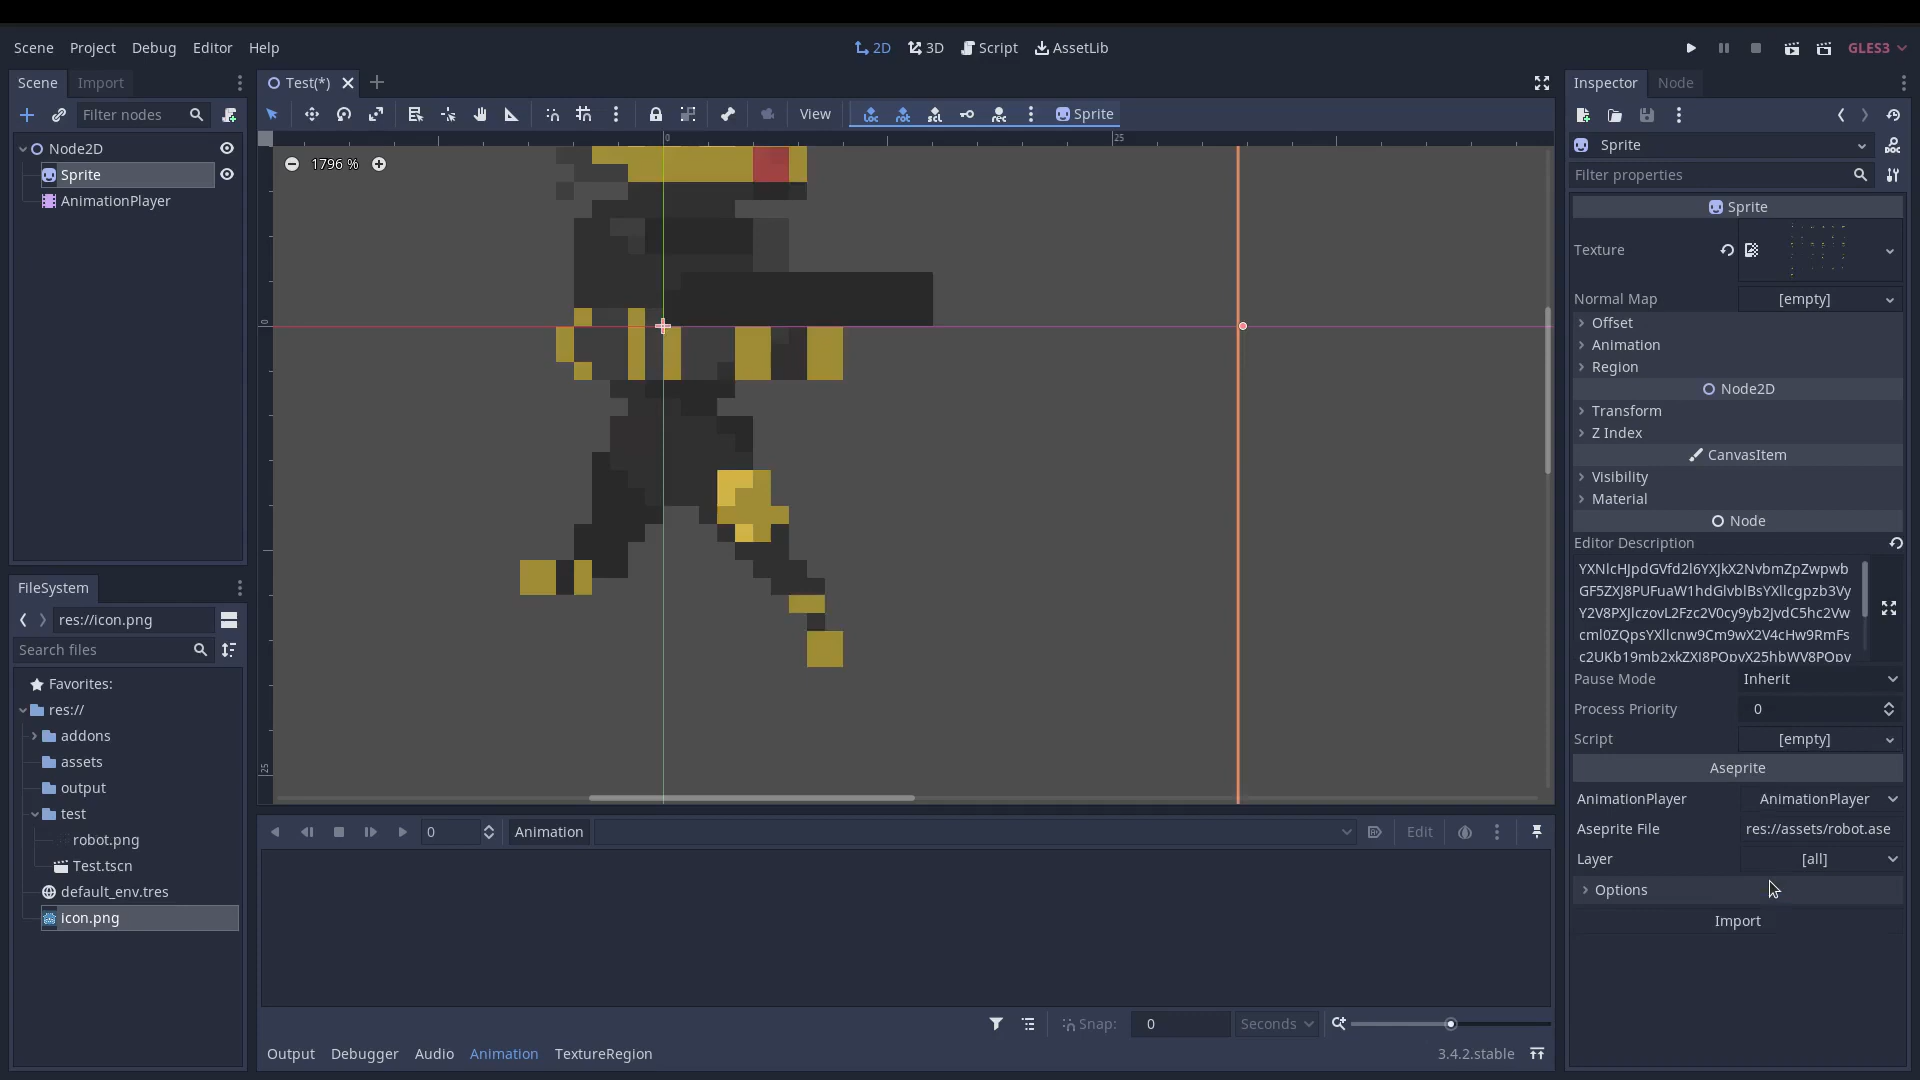 Scene Project Debug Editor Help
2D 3D Script AssetLib
GLES3
Scene Import
Filter nodes
Node2D
Sprite
AnimationPlayer
FileSystem
res://icon.png
Search files
Favorites:
res://
addons
assets
output
test
robot.png
Test.tscn
default_env.tres
icon.png
Test(*)
View
Sprite
0
25
1796 %
0
25
0
Animation
Edit
Snap: 0 Seconds
Output Debugger Audio Animation TextureRegion
3.4.2.stable
Inspector Node
Sprite
Filter properties
Sprite
Texture
Normal Map [empty]
Offset
Animation
Region
Node2D
Transform
Z Index
CanvasItem
Visibility
Material
Node
Editor Description
YXNlcHJpdGVfd2l6YXJkX2NvbmZpZwpwb
GF5ZXJ8PUFuaW1hdGlvblBsYXllcgpzb3Vy
Y2V8PXJlczovL2Fzc2V0cy9yb2JvdC5hc2Vw
cml0ZQpsYXllcnw9Cm9wX2V4cHw9RmFs
c2UKb19mb2xkZXI8POpvX25hbWV8POpv
Pause Mode Inherit
Process Priority 0
Script [empty]
Aseprite
AnimationPlayer AnimationPlayer
Aseprite File res://assets/robot.ase
Layer [all]
Options
Import